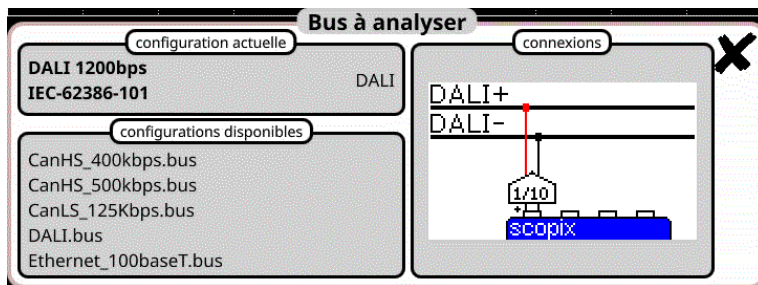 Bus à analyser
configuration actuelle
DALI 1200bps
IEC-62386-101
DALI
configurations disponibles
CanHS_400kbps.bus
CanHS_500kbps.bus
CanLS_125Kbps.bus
DALI.bus
Ethernet_100baseT.bus
connexions
DALI+
DALI-
1/10
+
scopix